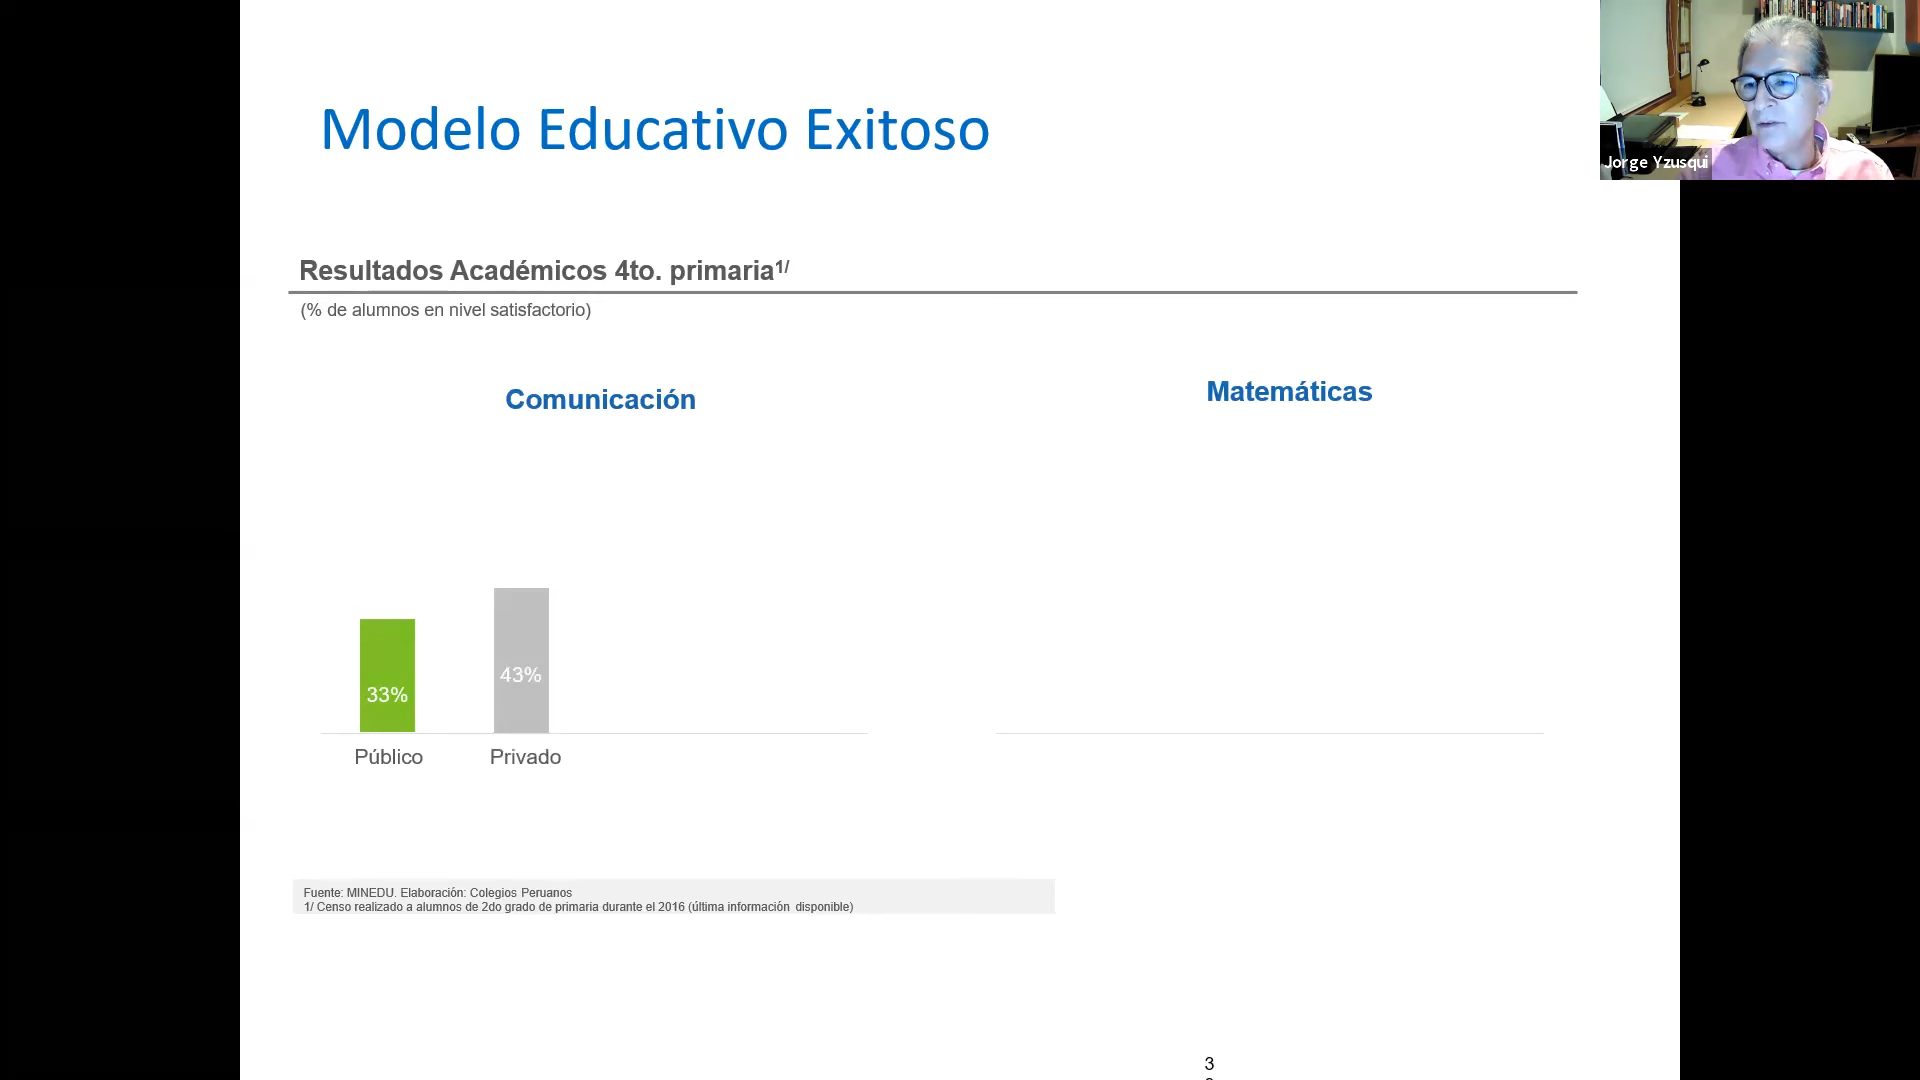 Modelo Educativo Exitoso
Jorge Yzusqui
Resultados Académicos 4to. primaria1/
(% de alumnos en nivel satisfactorio)
Comunicación
Matemáticas
33%
43%
Público
Privado
Fuente: MINEDU. Elaboración: Colegios Peruanos
1/ Censo realizado a alumnos de 2do grado de primaria durante el 2016 (última información disponible)
3